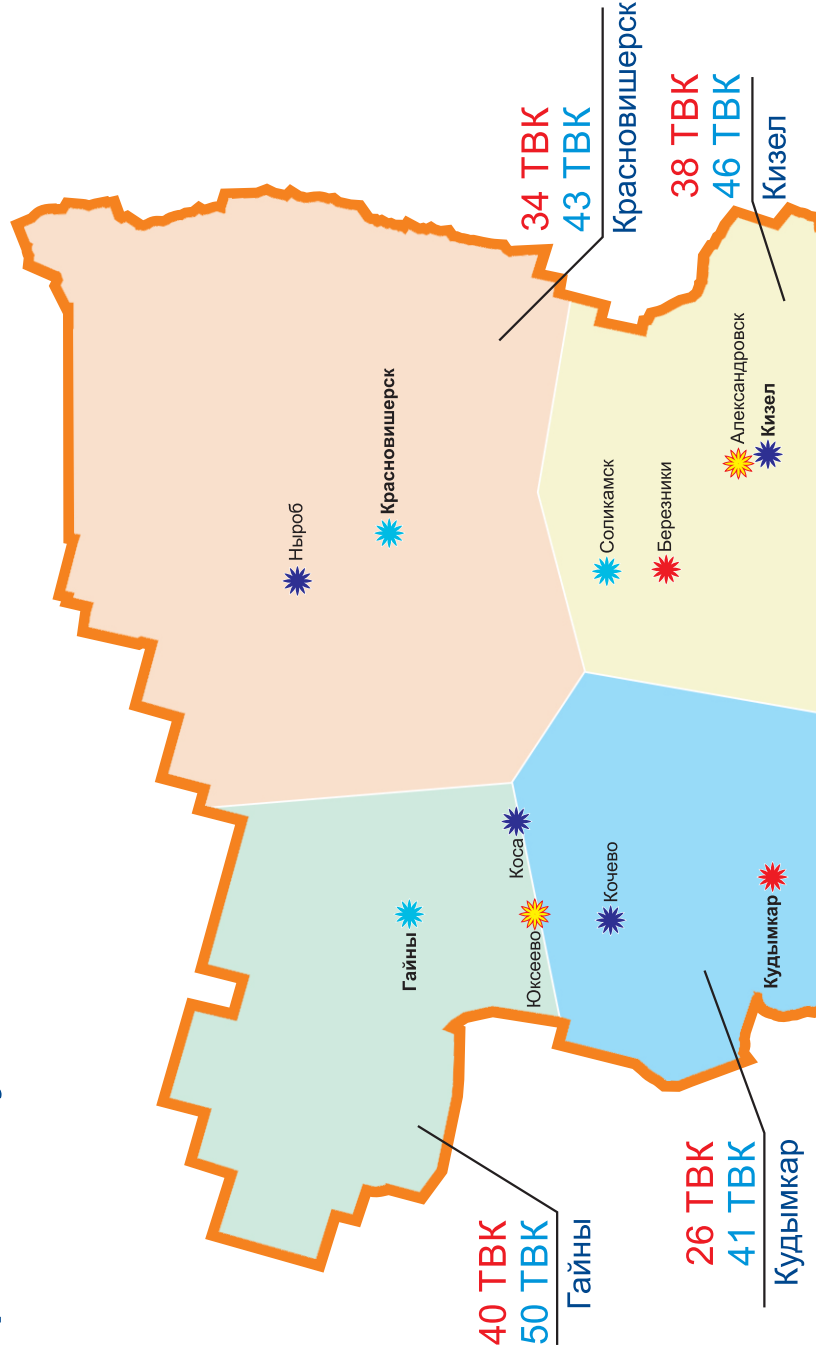 40 ТВК
50 ТВК
Гайны
26 ТВК
41 ТВК
Кудымкар
34 ТВК
43 ТВК
Красновишерск
38 ТВК
46 ТВК
Кизел
Ныроб
Красновишерск
Гайны
Коса
Юксеево
Кочево
Кудымкар
Соликамск
Березники
Александровск
Кизел